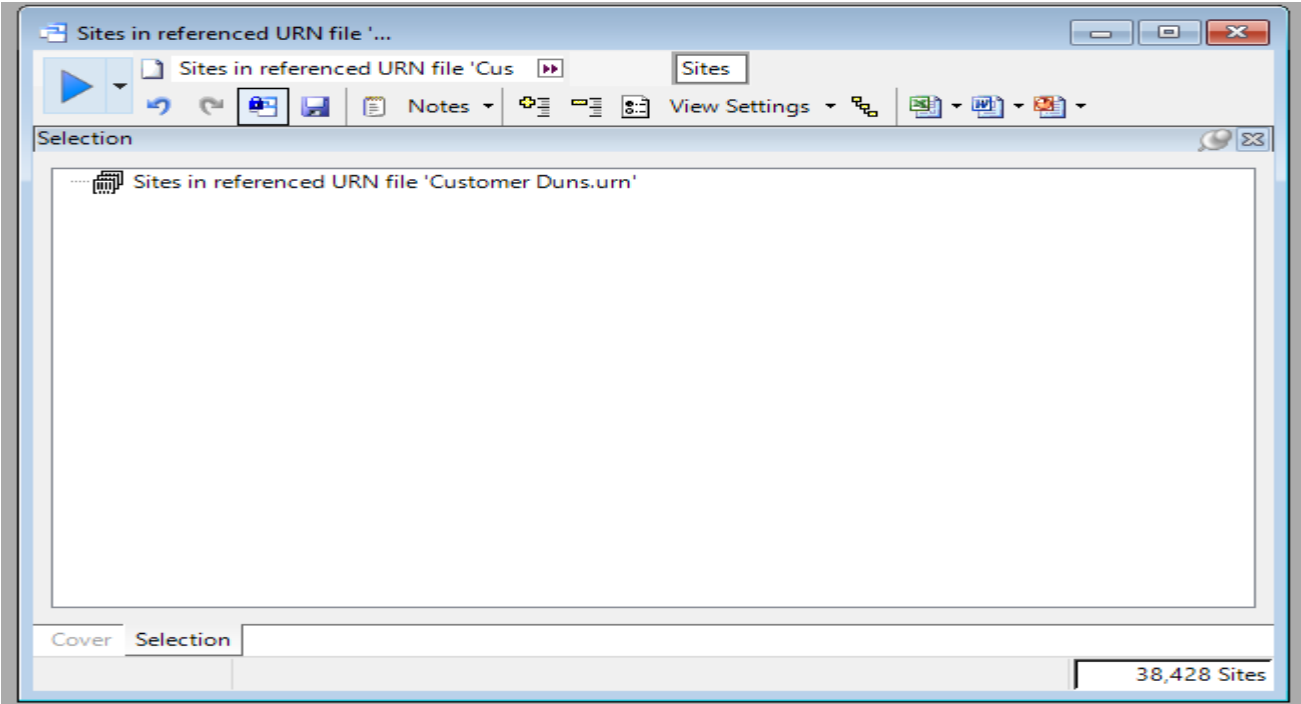 Sites in referenced URN file '...
Sites in referenced URN file 'Cus Sites
Notes View Settings
Selection
Sites in referenced URN file 'Customer Duns.urn'
Cover Selection
38,428 Sites